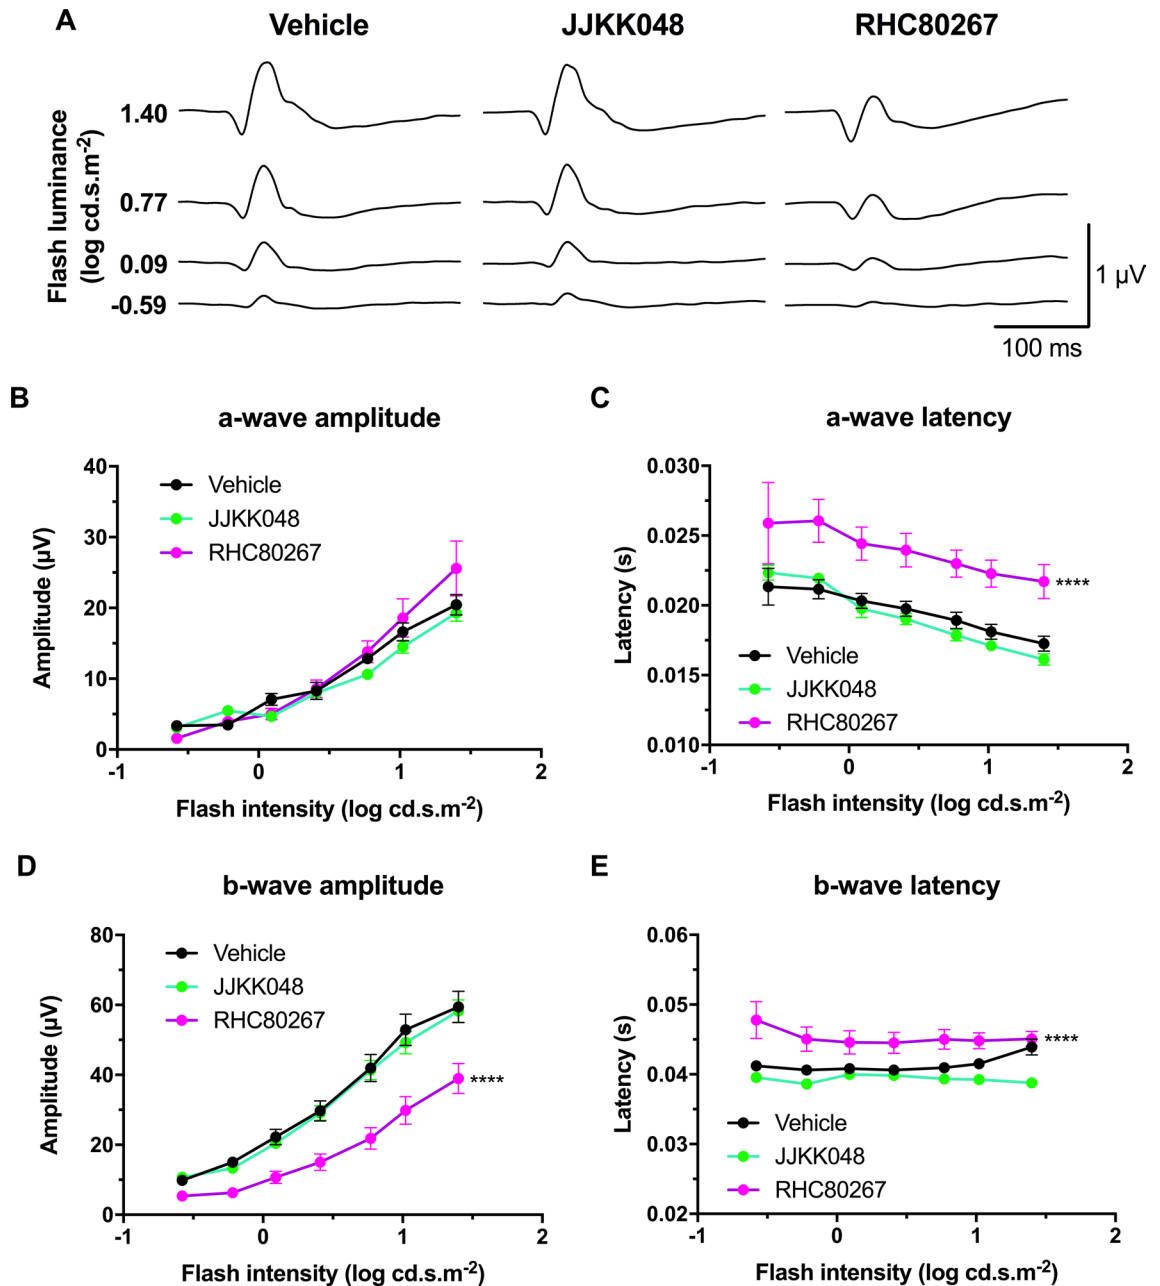 A
Vehicle JJKK048 RHC80267
Flash luminance
(log cd.s.m-2)
1.40
0.77
0.09
-0.59
1 µV
100 ms
B
a-wave amplitude
Amplitude (µV)
40
30
20
10
0
-1 0 1 2
Vehicle
JJKK048
RHC80267
Flash intensity (log cd.s.m-2)
C
a-wave latency
Latency (s)
0.030
0.025
0.020
0.015
0.010
-1 0 1 2
****
Vehicle
JJKK048
RHC80267
Flash intensity (log cd.s.m-2)
D
b-wave amplitude
Amplitude (µV)
80
60
40
20
0
-1 0 1 2
Vehicle
JJKK048
RHC80267
****
Flash intensity (log cd.s.m-2)
E
b-wave latency
Latency (s)
0.06
0.05
0.04
0.03
0.02
-1 0 1 2
****
Vehicle
JJKK048
RHC80267
Flash intensity (log cd.s.m-2)